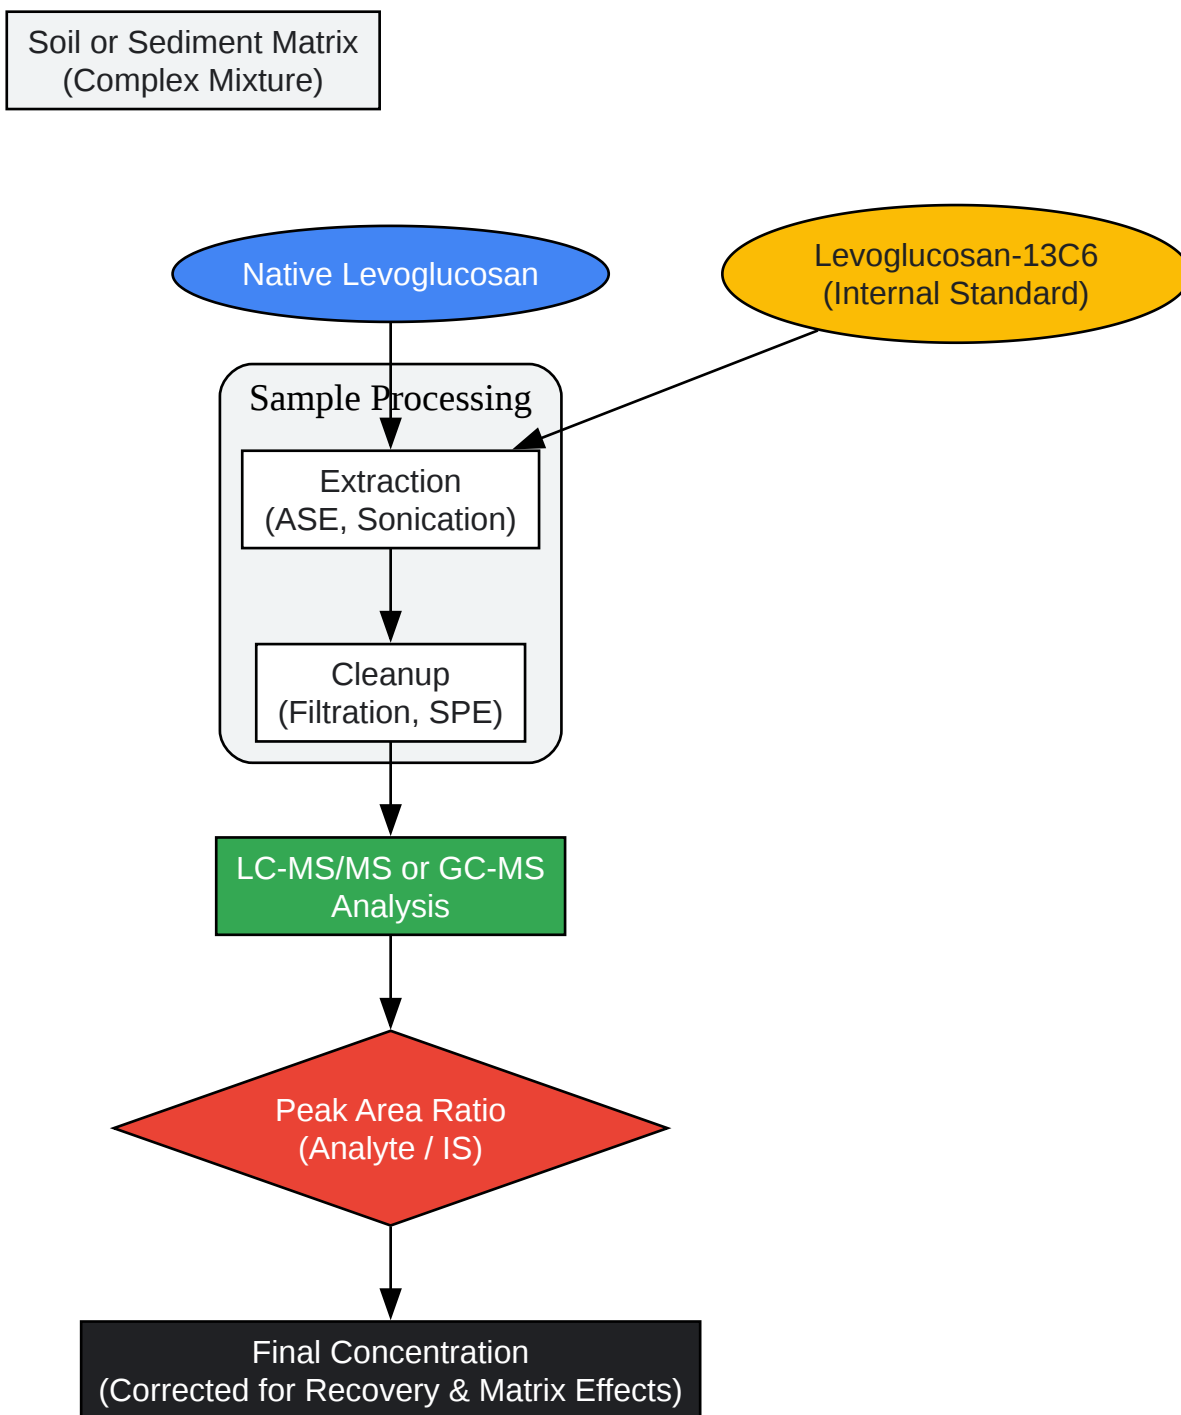 Soil or Sediment Matrix
(Complex Mixture)
Native Levoglucosan
Levoglucosan-13C6
(Internal Standard)
Sample Processing
Extraction
(ASE, Sonication)
Cleanup
(Filtration, SPE)
LC-MS/MS or GC-MS
Analysis
Peak Area Ratio
(Analyte / IS)
Final Concentration
(Corrected for Recovery & Matrix Effects)